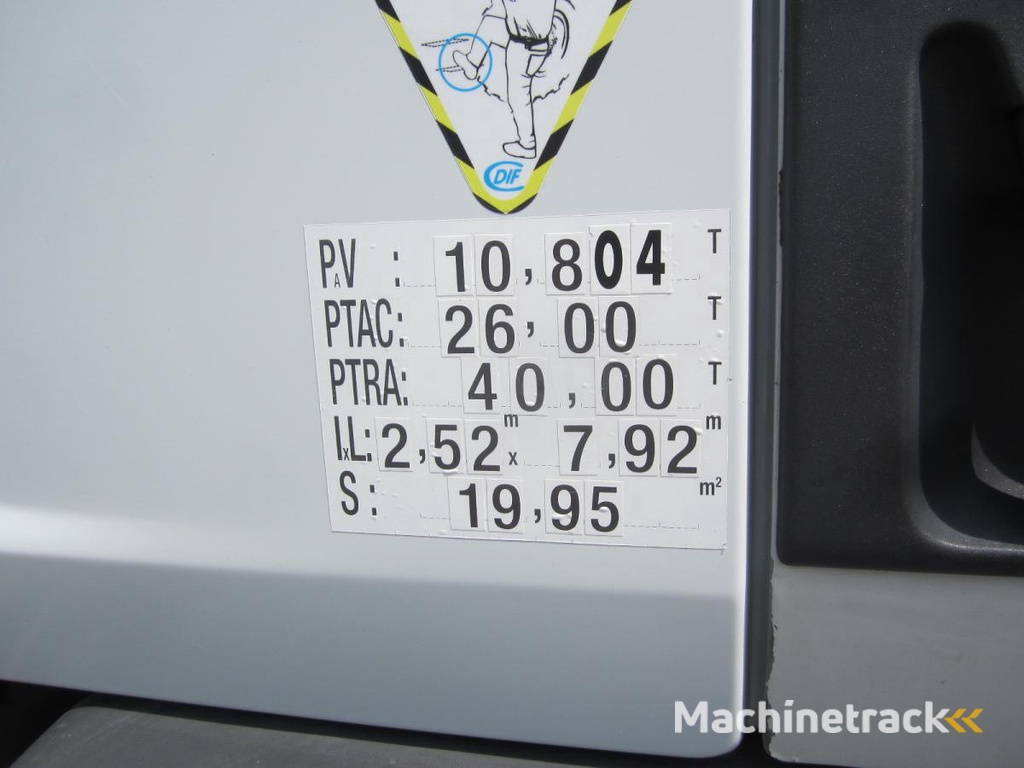 CDIF
PAV : 10,804 T
PTAC: 26,00 T
PTRA: 40,00 T
lxL: 2,52 m x 7,92 m
S: 19,95 m²
Machinetrack